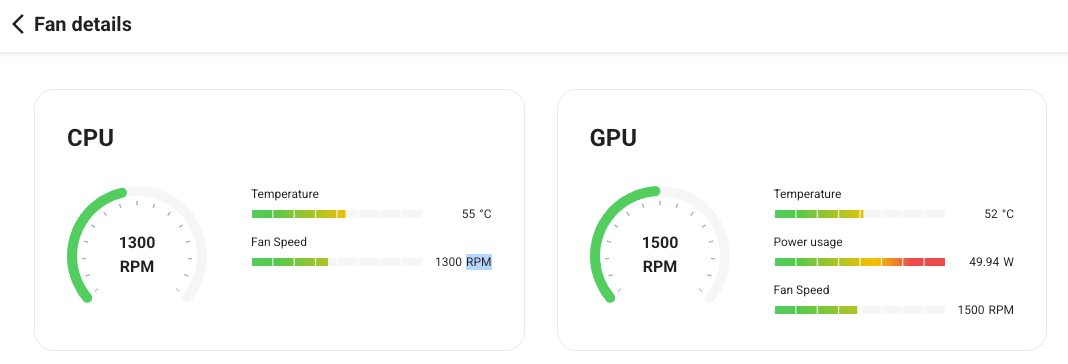 Fan details
CPU
1300
RPM
Temperature
55 °C
Fan Speed
1300 RPM
GPU
1500
RPM
Temperature
52 °C
Power usage
49.94 W
Fan Speed
1500 RPM